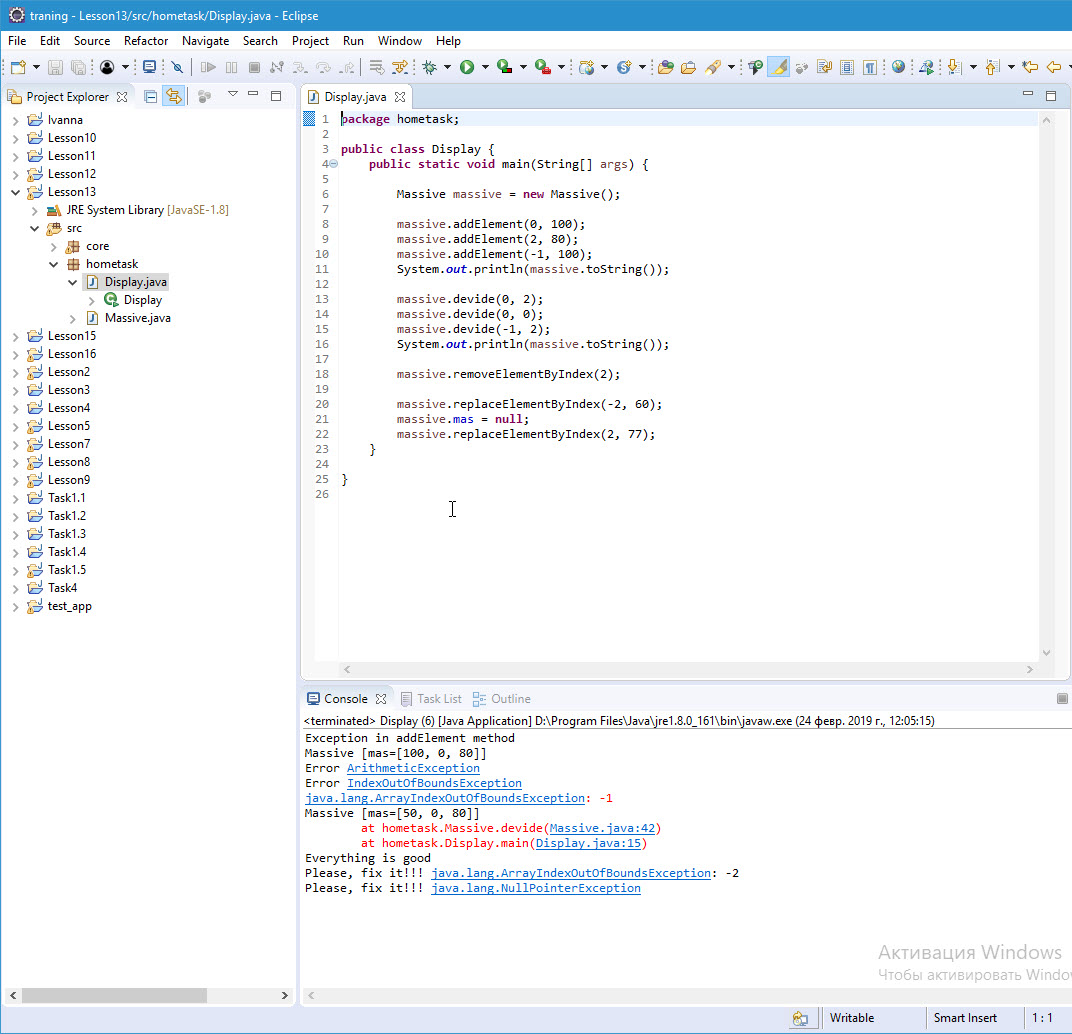 traning - Lesson13/src/hometask/Display.java - Eclipse
File Edit Source Refactor Navigate Search Project Run Window Help
Project Explorer
Ivanna
Lesson10
Lesson11
Lesson12
Lesson13
JRE System Library [JavaSE-1.8]
src
core
hometask
Display.java
Display
Massive.java
Lesson15
Lesson16
Lesson2
Lesson3
Lesson4
Lesson5
Lesson7
Lesson8
Lesson9
Task1.1
Task1.2
Task1.3
Task1.4
Task1.5
Task4
test_app
Display.java
1 package hometask;
2
3 public class Display {
4 public static void main(String[] args) {
5
6 Massive massive = new Massive();
7
8 massive.addElement(0, 100);
9 massive.addElement(2, 80);
10 massive.addElement(-1, 100);
11 System.out.println(massive.toString());
12
13 massive.devide(0, 2);
14 massive.devide(0, 0);
15 massive.devide(-1, 2);
16 System.out.println(massive.toString());
17
18 massive.removeElementByIndex(2);
19
20 massive.replaceElementByIndex(-2, 60);
21 massive.mas = null;
22 massive.replaceElementByIndex(2, 77);
23 }
24
25 }
26
Console Task List Outline
<terminated> Display (6) [Java Application] D:\Program Files\Java\jre1.8.0_161\bin\javaw.exe (24 февр. 2019 г., 12:05:15)
Exception in addElement method
Massive [mas=[100, 0, 80]]
Error ArithmeticException
Error IndexOutOfBoundsException
java.lang.ArrayIndexOutOfBoundsException: -1
Massive [mas=[50, 0, 80]]
at hometask.Massive.devide(Massive.java:42)
at hometask.Display.main(Display.java:15)
Everything is good
Please, fix it!!! java.lang.ArrayIndexOutOfBoundsException: -2
Please, fix it!!! java.lang.NullPointerException
Активация Windows
Чтобы активировать Windo
Writable Smart Insert 1 : 1